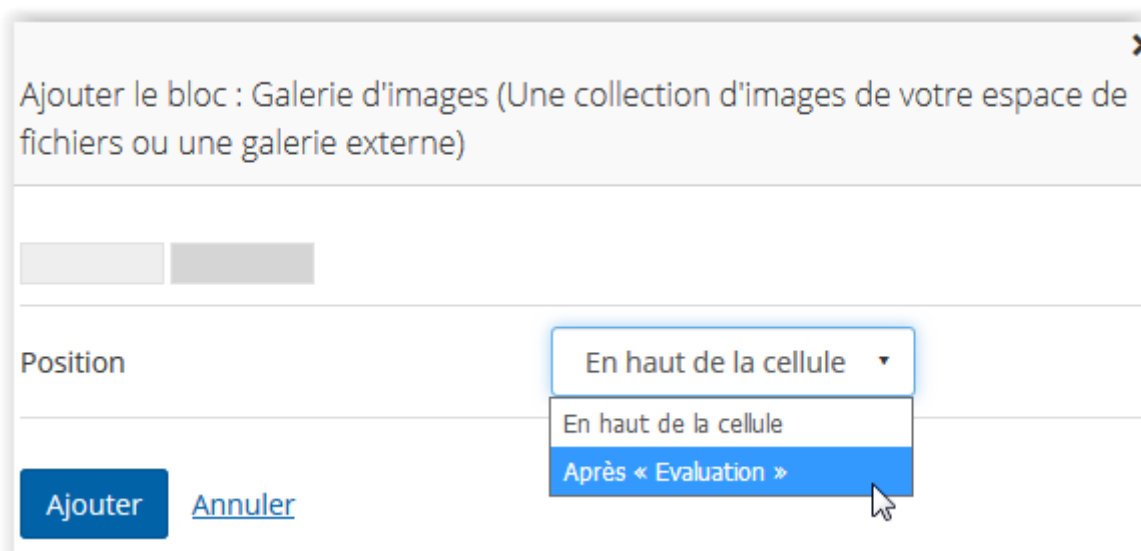 Ajouter le bloc : Galerie d'images (Une collection d'images de votre espace de
fichiers ou une galerie externe)
Position
En haut de la cellule
En haut de la cellule
Après « Evaluation »
Ajouter Annuler